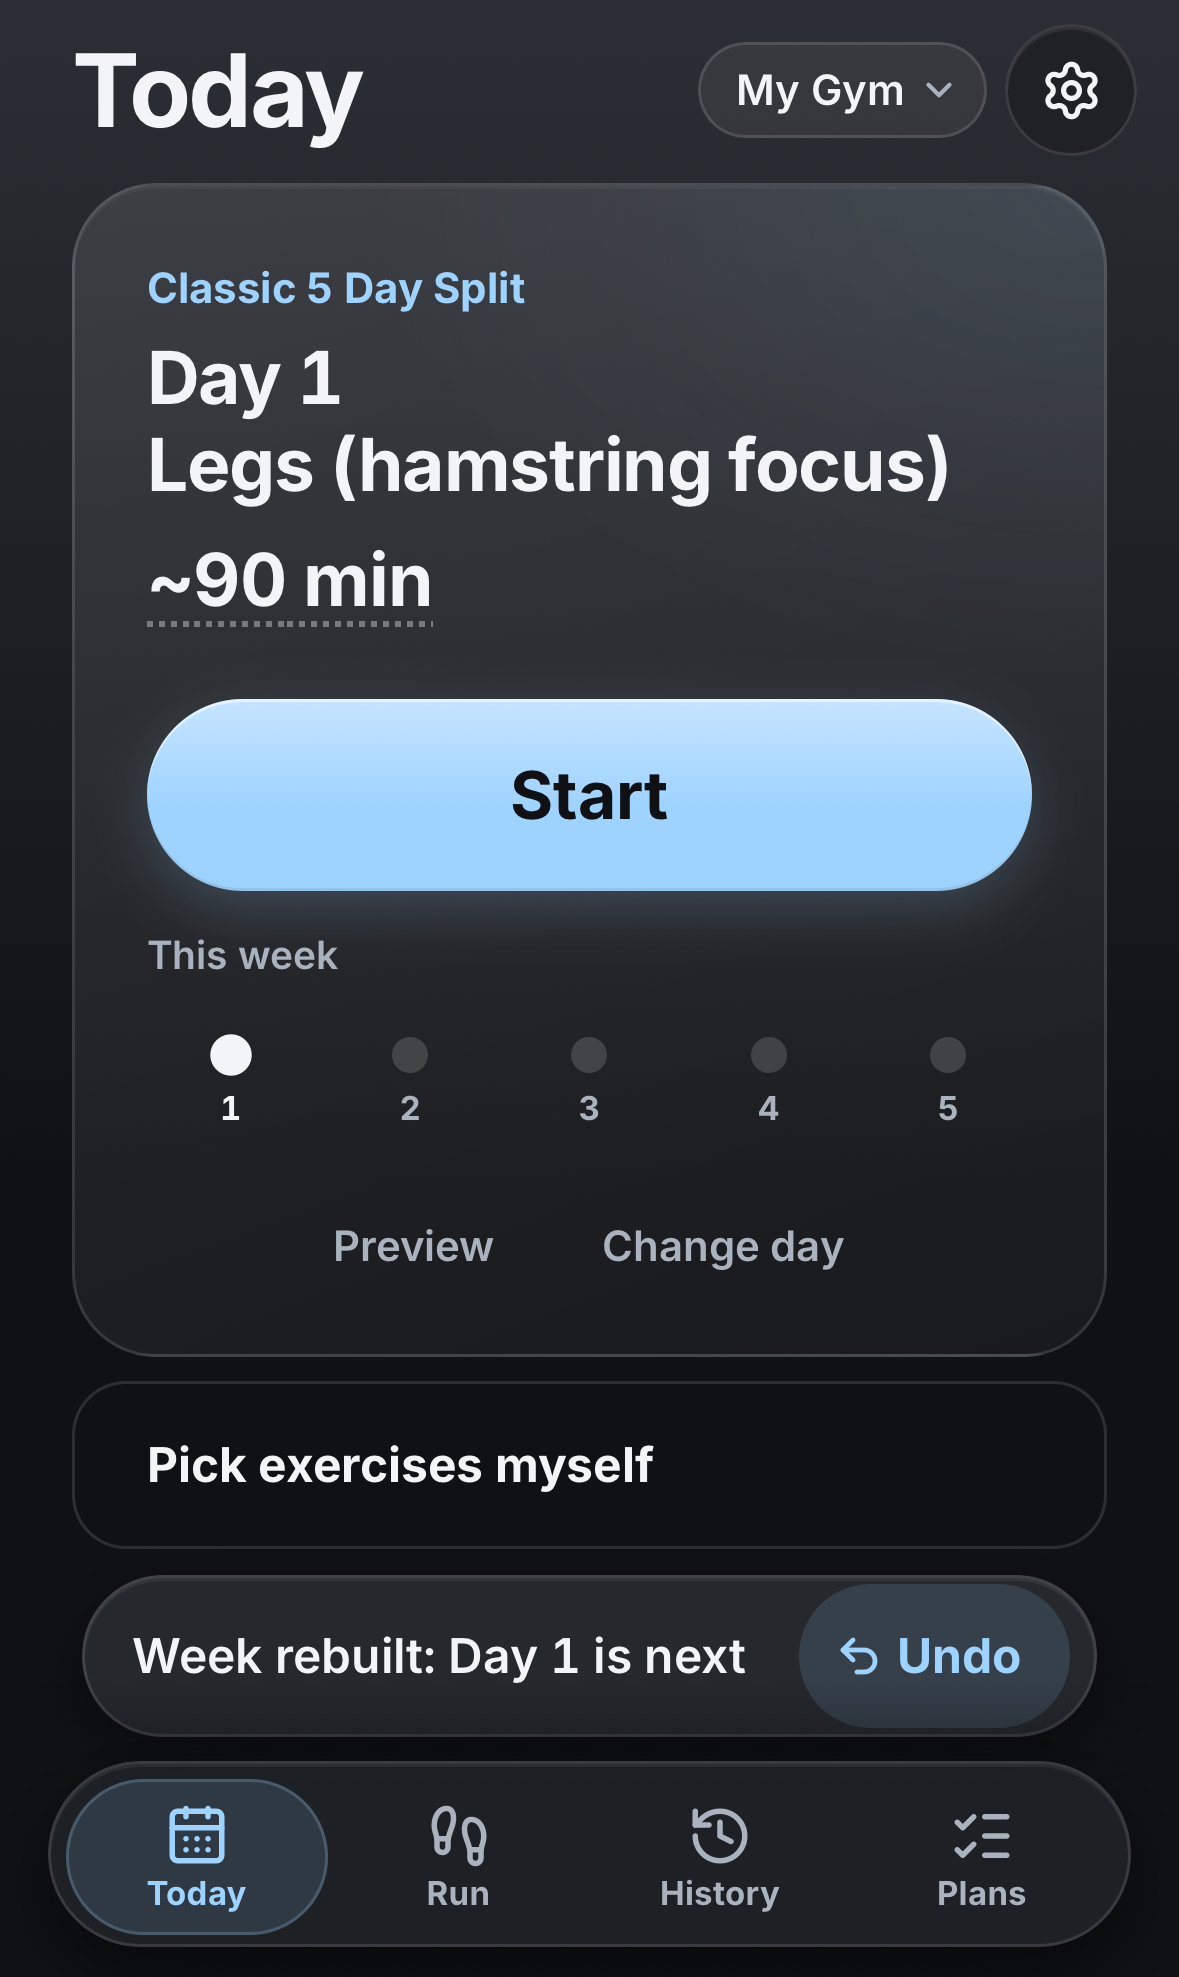 Today
My Gym
Classic 5 Day Split
Day 1
Legs (hamstring focus)
~90 min
Start
This week
1 2 3 4 5
Preview Change day
Pick exercises myself
Week rebuilt: Day 1 is next Undo
Today Run History Plans